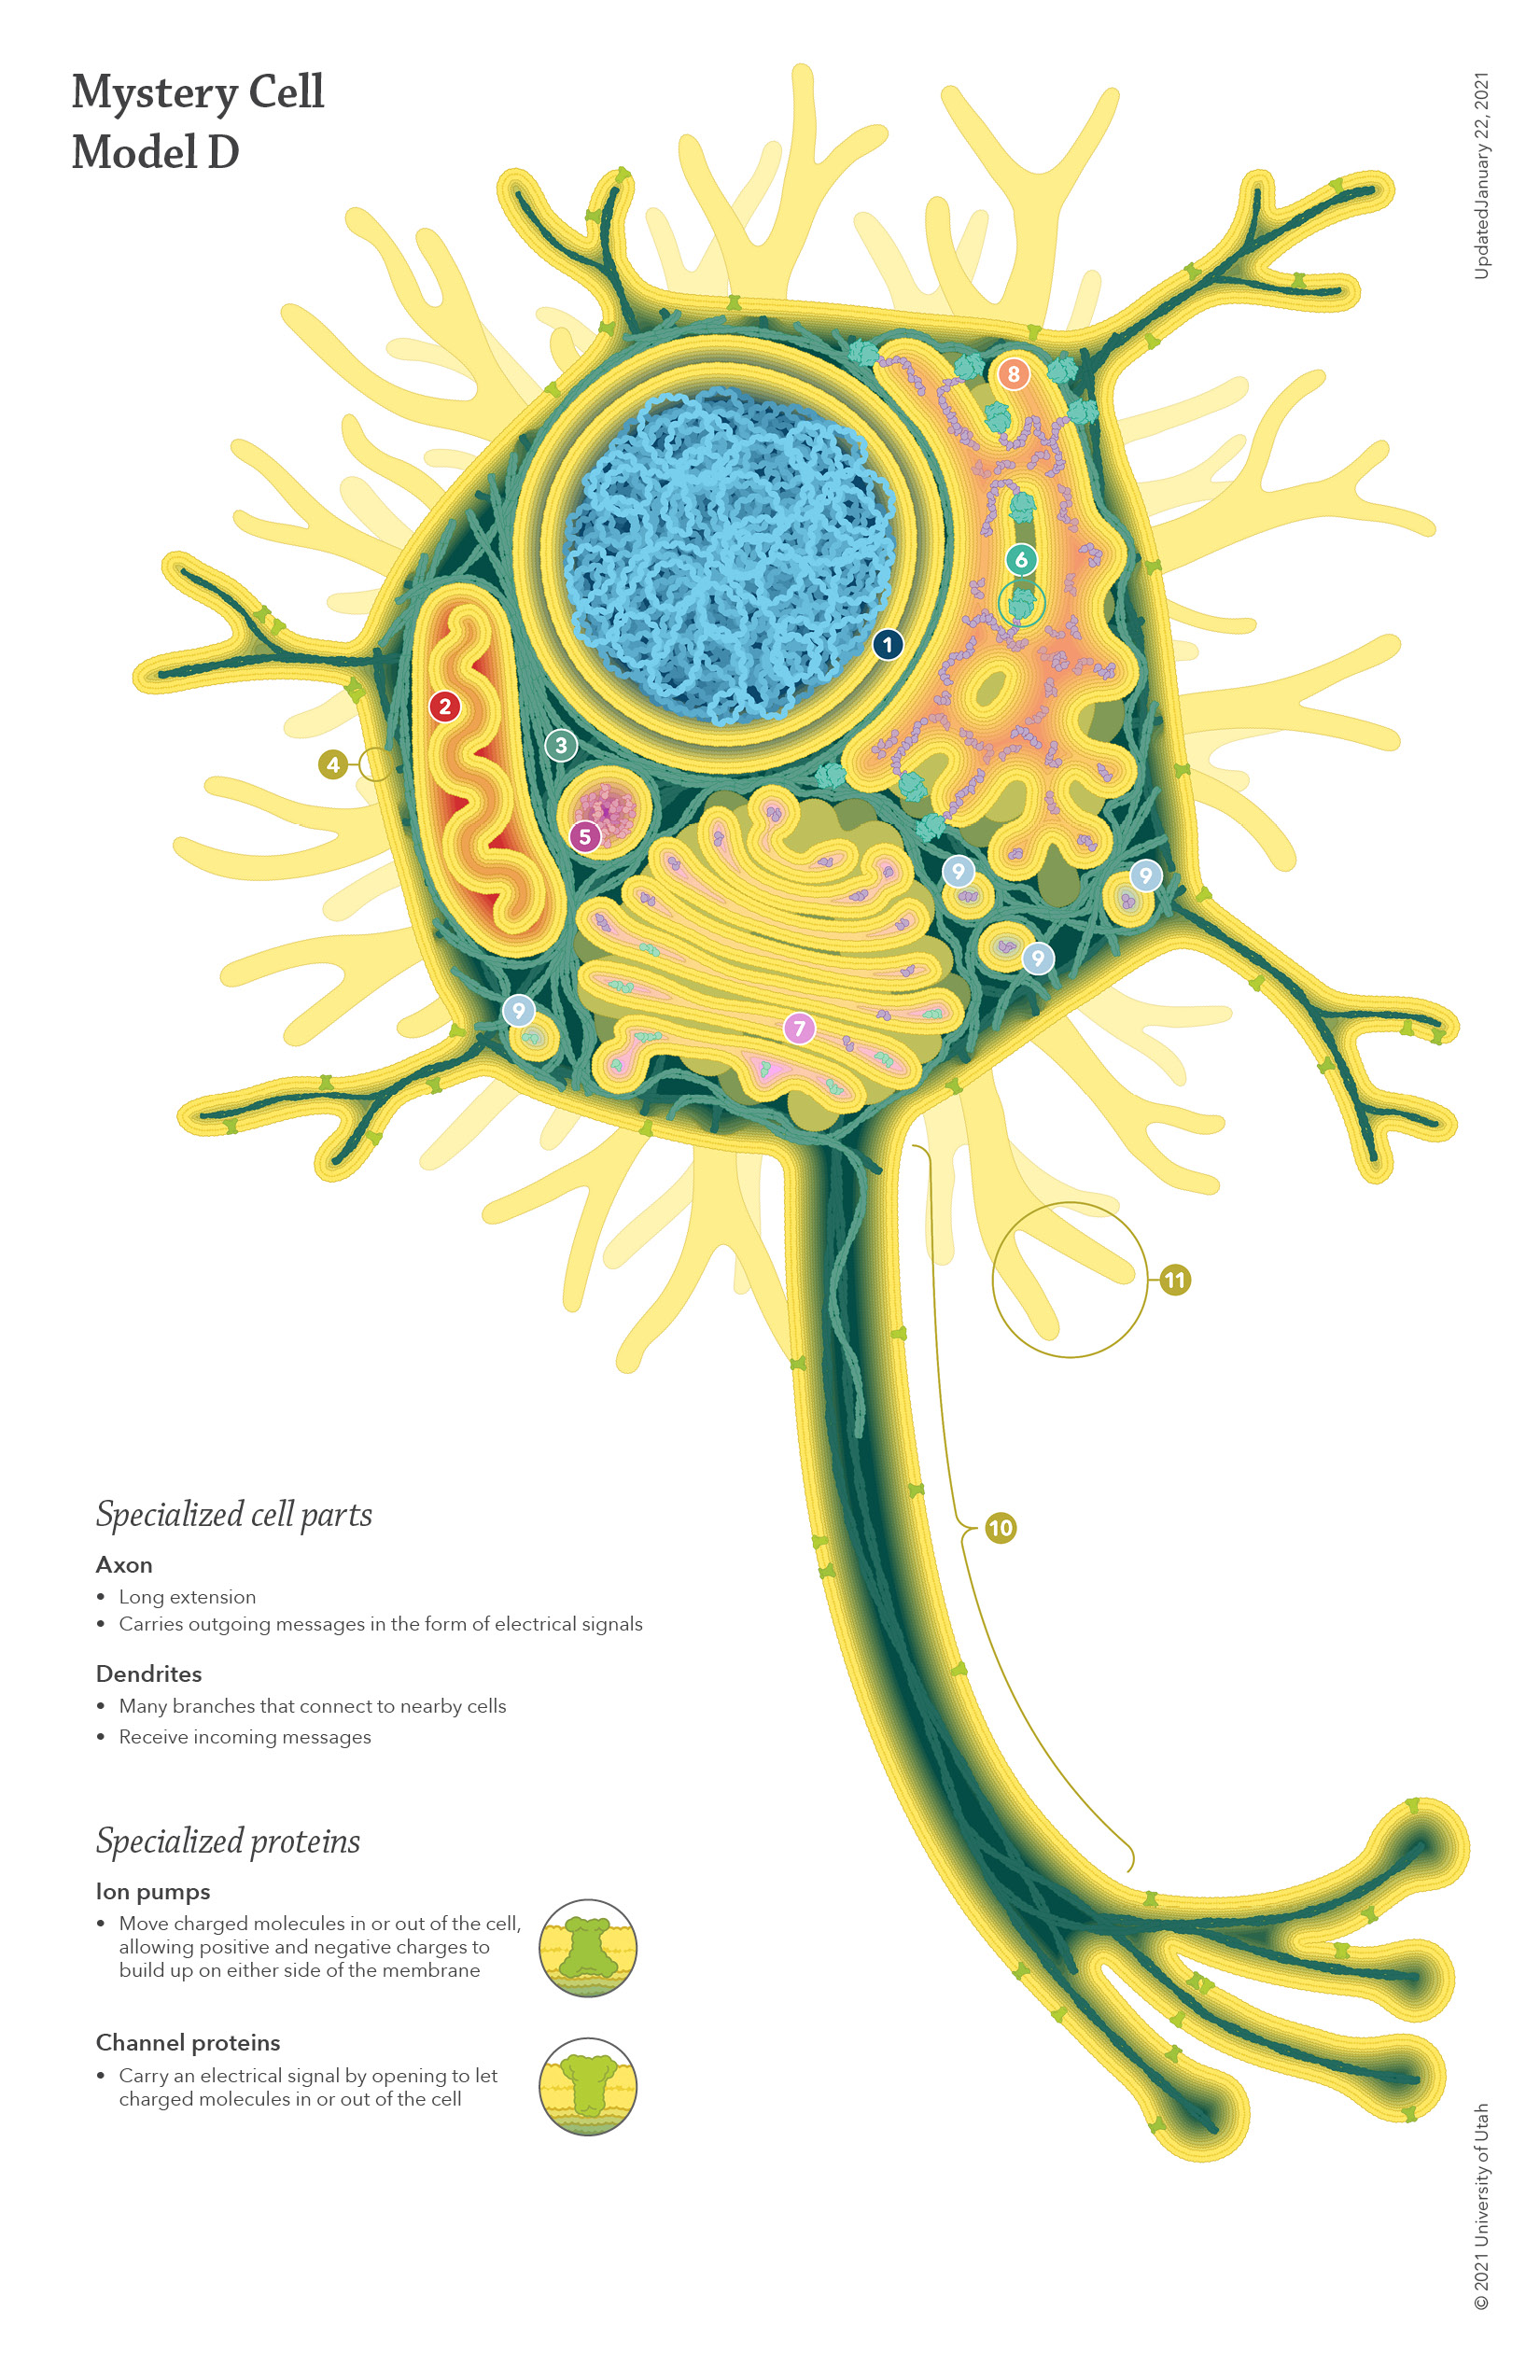 Mystery Cell
Model D
UpdatedJanuary 22, 2021
8
6
1
2
3
4
5
9
9
9
9
7
11
10
Specialized cell parts
Axon
• Long extension
• Carries outgoing messages in the form of electrical signals
Dendrites
• Many branches that connect to nearby cells
• Receive incoming messages
Specialized proteins
Ion pumps
• Move charged molecules in or out of the cell,
allowing positive and negative charges to
build up on either side of the membrane
Channel proteins
• Carry an electrical signal by opening to let
charged molecules in or out of the cell
© 2021 University of Utah